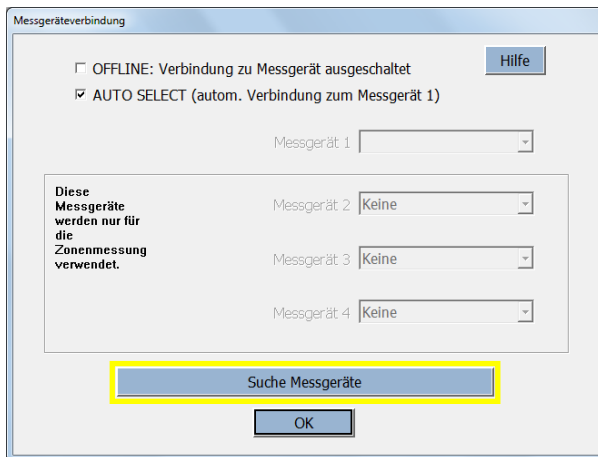 Messgeräteverbindung
OFFLINE: Verbindung zu Messgerät ausgeschaltet
Hilfe
AUTO SELECT (autom. Verbindung zum Messgerät 1)
Messgerät 1
Diese
Messgeräte
werden nur für
die
Zonenmessung
verwendet.
Messgerät 2 Keine
Messgerät 3 Keine
Messgerät 4 Keine
Suche Messgeräte
OK